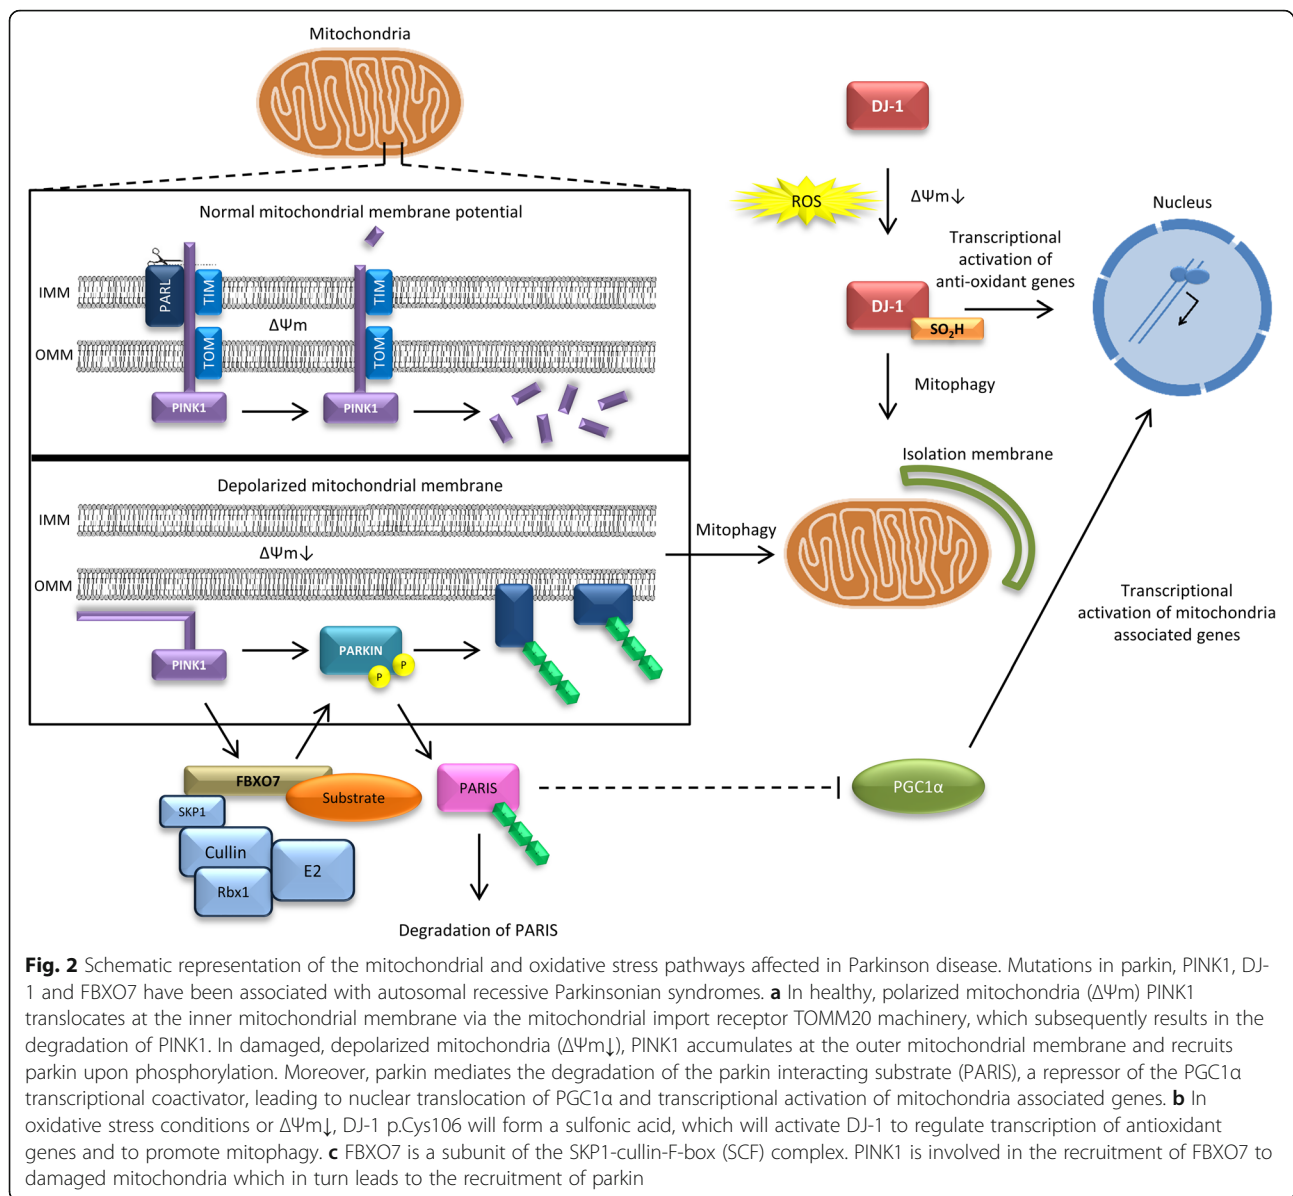 Mitochondria
DJ-1
ROS
ΔΨm↓
Nucleus
Transcriptional
activation of
anti-oxidant genes
Normal mitochondrial membrane potential
IMM
PARL
TIM
TIM
ΔΨm
OMM
TOM
TOM
PINK1
PINK1
DJ-1
SO₂H
Mitophagy
Isolation membrane
Depolarized mitochondrial membrane
IMM
ΔΨm↓
OMM
Mitophagy
PINK1
PARKIN
P
P
Transcriptional
activation of mitochondria
associated genes
FBXO7
Substrate
SKP1
Cullin
Rbx1
E2
PARIS
PGC1α
Degradation of PARIS
Fig. 2 Schematic representation of the mitochondrial and oxidative stress pathways affected in Parkinson disease. Mutations in parkin, PINK1, DJ-
1 and FBXO7 have been associated with autosomal recessive Parkinsonian syndromes. a In healthy, polarized mitochondria (ΔΨm) PINK1
translocates at the inner mitochondrial membrane via the mitochondrial import receptor TOMM20 machinery, which subsequently results in the
degradation of PINK1. In damaged, depolarized mitochondria (ΔΨm↓), PINK1 accumulates at the outer mitochondrial membrane and recruits
parkin upon phosphorylation. Moreover, parkin mediates the degradation of the parkin interacting substrate (PARIS), a repressor of the PGC1α
transcriptional coactivator, leading to nuclear translocation of PGC1α and transcriptional activation of mitochondria associated genes. b In
oxidative stress conditions or ΔΨm↓, DJ-1 p.Cys106 will form a sulfonic acid, which will activate DJ-1 to regulate transcription of antioxidant
genes and to promote mitophagy. c FBXO7 is a subunit of the SKP1-cullin-F-box (SCF) complex. PINK1 is involved in the recruitment of FBXO7 to
damaged mitochondria which in turn leads to the recruitment of parkin